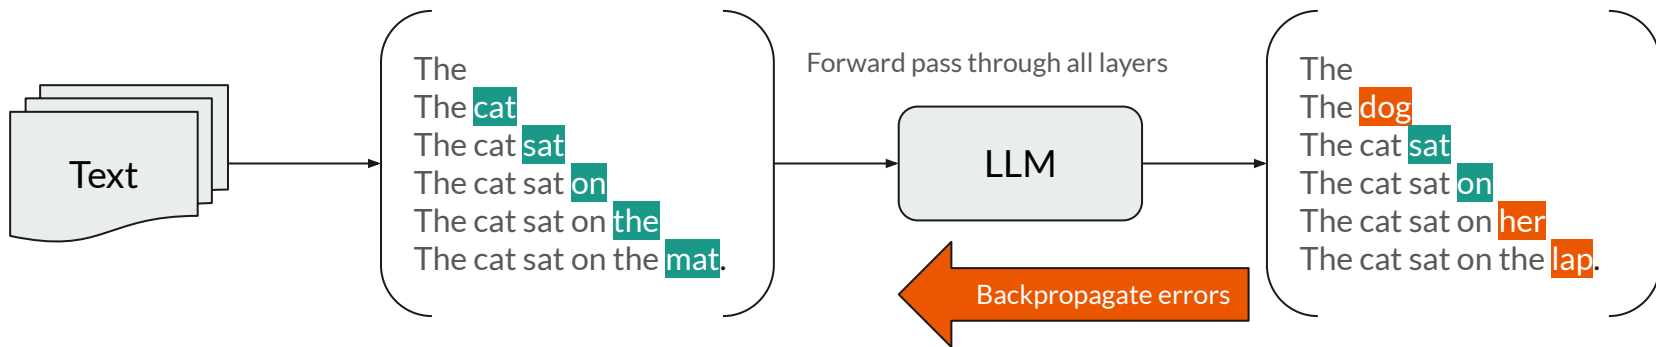 Text
The
The cat
The cat sat
The cat sat on
The cat sat on the
The cat sat on the mat.
Forward pass through all layers
LLM
Backpropagate errors
The
The dog
The cat sat
The cat sat on
The cat sat on her
The cat sat on the lap.